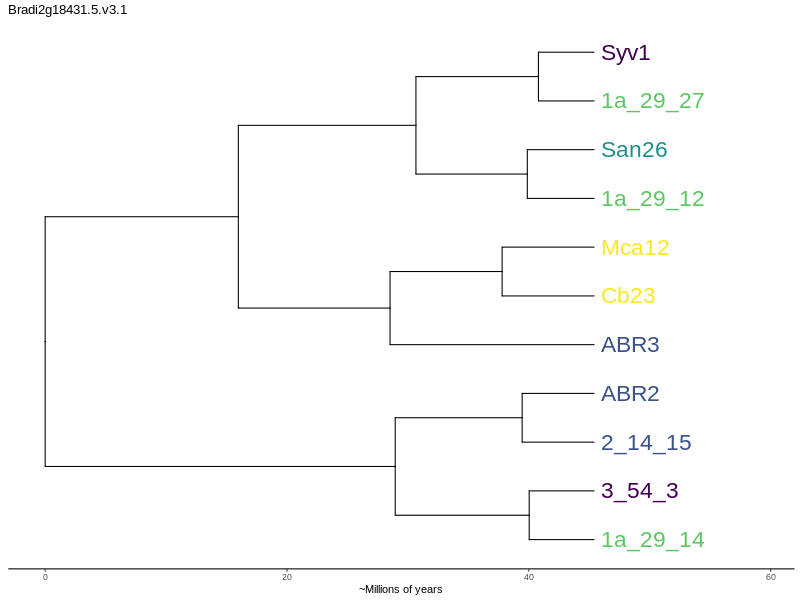 Bradi2g18431.5.v3.1
Syv1
1a_29_27
San26
1a_29_12
Mca12
Cb23
ABR3
ABR2
2_14_15
3_54_3
1a_29_14
0 20 40 60
~Millions of years